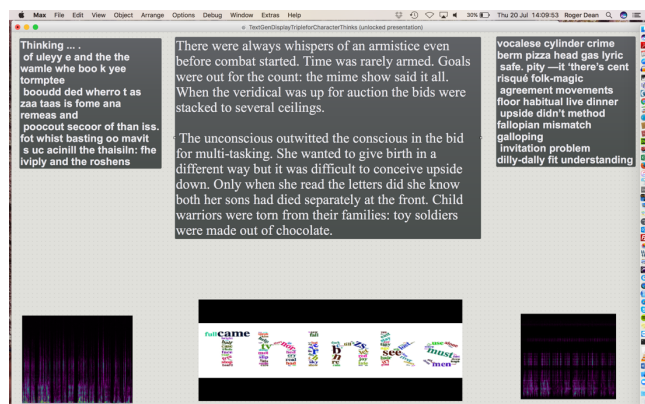 Max File Edit View Object Arrange Options Debug Window Extras Help
30% Thu 20 Jul 14:09:53 Roger Dean
TextGenDisplayTripleforCharacterThinks (unlocked presentation)
Thinking ... .
of uleyy e and the the
wamle whe boo k yee
tormptee
booudd ded wherro t as
zaa taas is fome ana
remeas and
poocout secoor of than iss.
fot whist basting oo mavit
s uc acinill the thaisiln: fhe
iviply and the roshens
There were always whispers of an armistice even
before combat started. Time was rarely armed. Goals
were out for the count: the mime show said it all.
When the veridical was up for auction the bids were
stacked to several ceilings.
The unconscious outwitted the conscious in the bid
for multi-tasking. She wanted to give birth in a
different way but it was difficult to conceive upside
down. Only when she read the letters did she know
both her sons had died separately at the front. Child
warriors were torn from their families: toy soldiers
were made out of chocolate.
vocalese cylinder crime
berm pizza head gas lyric
safe. pity —it ‘there's cent
risqué folk-magic
agreement movements
floor habitual live dinner
upside didn't method
fallopian mismatch
galloping
invitation problem
dilly-dally fit understanding
full came
see
must
men
use